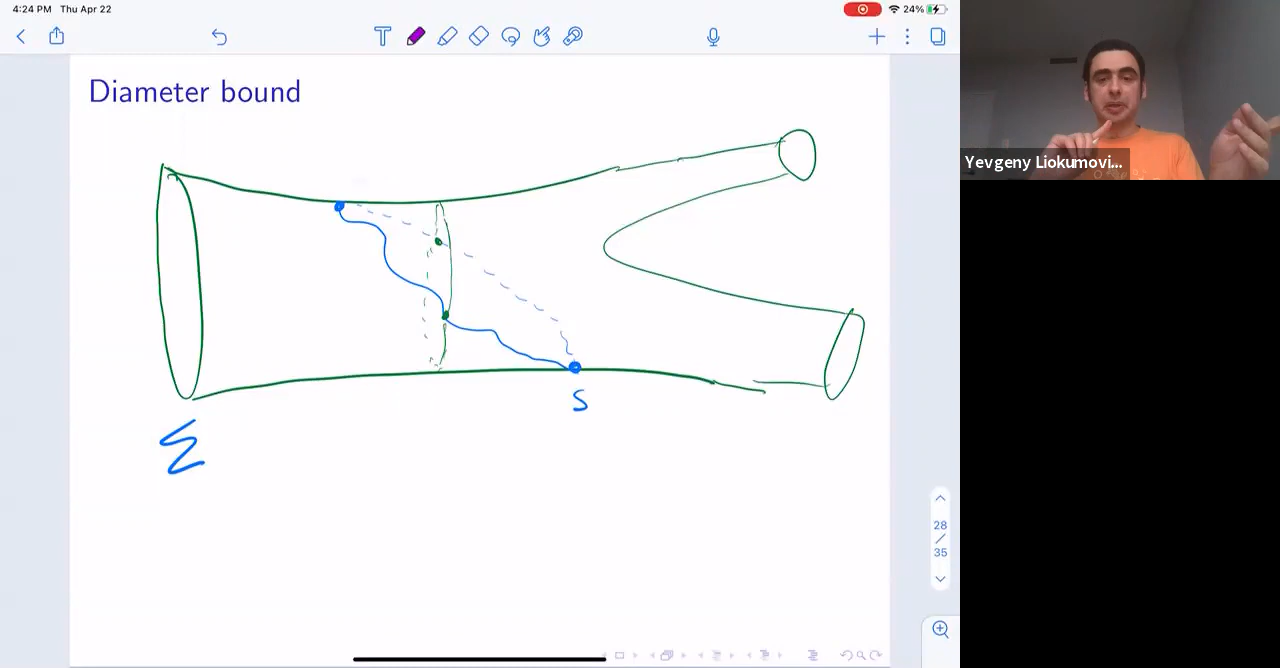 4:24 PM Thu Apr 22
24%
Diameter bound
Yevgeny Liokumovi...
S
Σ
28
35